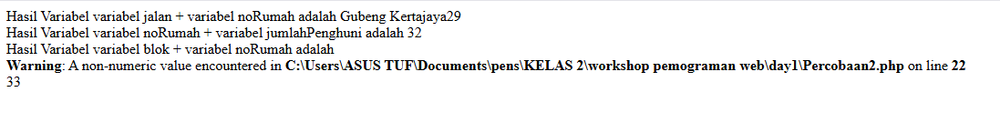 Hasil Variabel variabel jalan + variabel noRumah adalah Gubeng Kertajaya29
Hasil Variabel variabel noRumah + variabel jumlahPenghuni adalah 32
Hasil Variabel variabel blok + variabel noRumah adalah
Warning: A non-numeric value encountered in C:\Users\ASUS TUF\Documents\pens\KELAS 2\workshop pemograman web\day1\Percobaan2.php on line 22
33